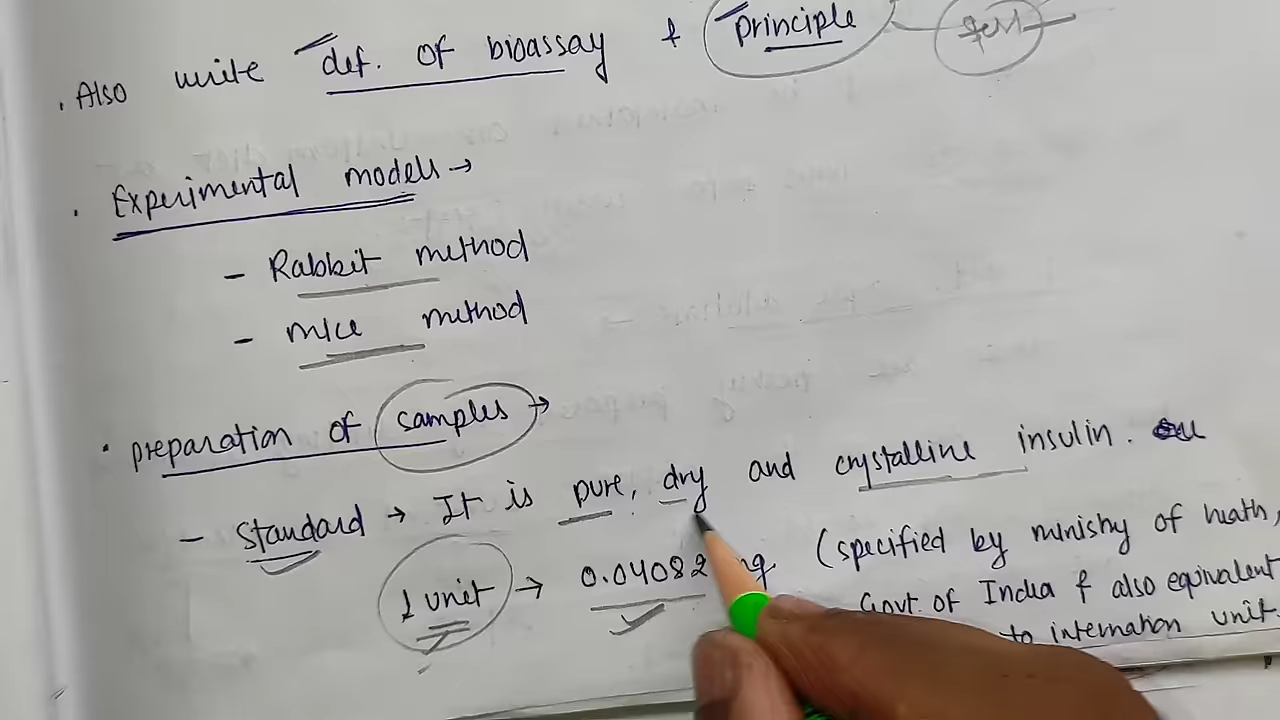 . Also write def. of bioassay & principle
. Experimental models →
- Rabbit method
- mice method
. preparation of samples →
- Standard → It is pure, dry and crystalline insulin.
1 unit → 0.04082 mg (specified by ministry of heath,
Govt. of India & also equivalent
to internation unit.